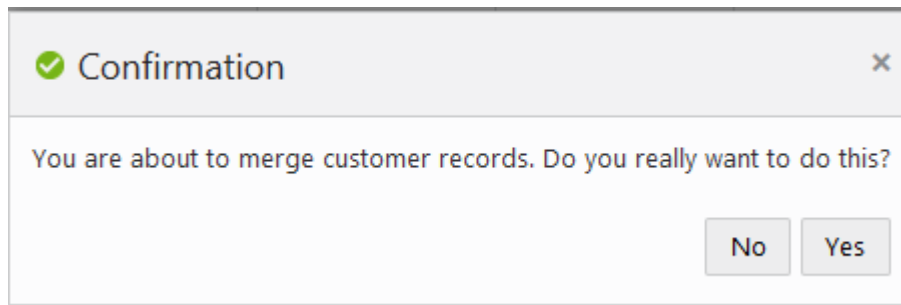 Confirmation
You are about to merge customer records. Do you really want to do this?
No Yes